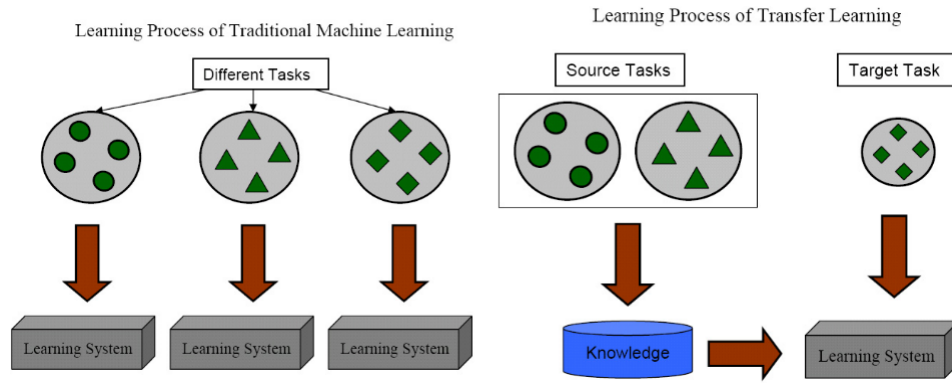 Learning Process of Traditional Machine Learning
Different Tasks
Learning System
Learning System
Learning System
Learning Process of Transfer Learning
Source Tasks
Target Task
Knowledge
Learning System